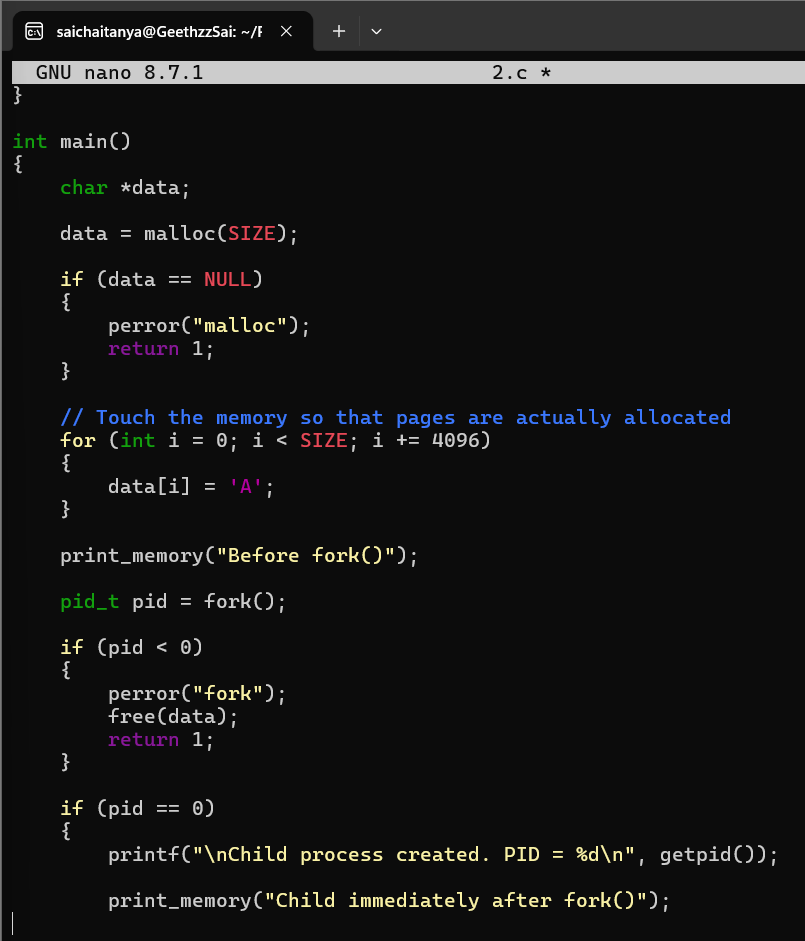 saichaitanya@GeethzzSai: ~/F
GNU nano 8.7.1 2.c *
}
int main()
{
    char *data;
    data = malloc(SIZE);
    if (data == NULL)
    {
        perror("malloc");
        return 1;
    }
    // Touch the memory so that pages are actually allocated
    for (int i = 0; i < SIZE; i += 4096)
    {
        data[i] = 'A';
    }
    print_memory("Before fork()");
    pid_t pid = fork();
    if (pid < 0)
    {
        perror("fork");
        free(data);
        return 1;
    }
    if (pid == 0)
    {
        printf("\nChild process created. PID = %d\n", getpid());
        print_memory("Child immediately after fork()");